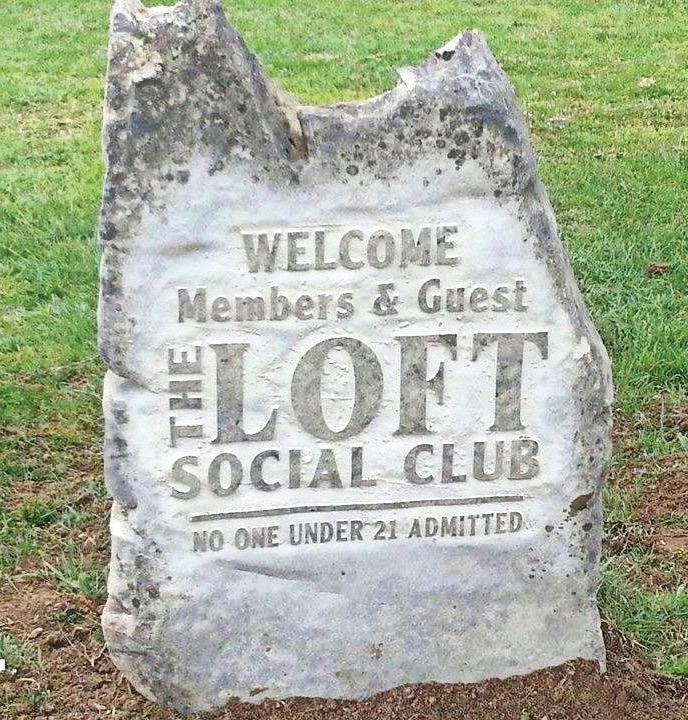 WELCOME
Members & Guest
THE LOFT
SOCIAL CLUB
NO ONE UNDER 21 ADMITTED